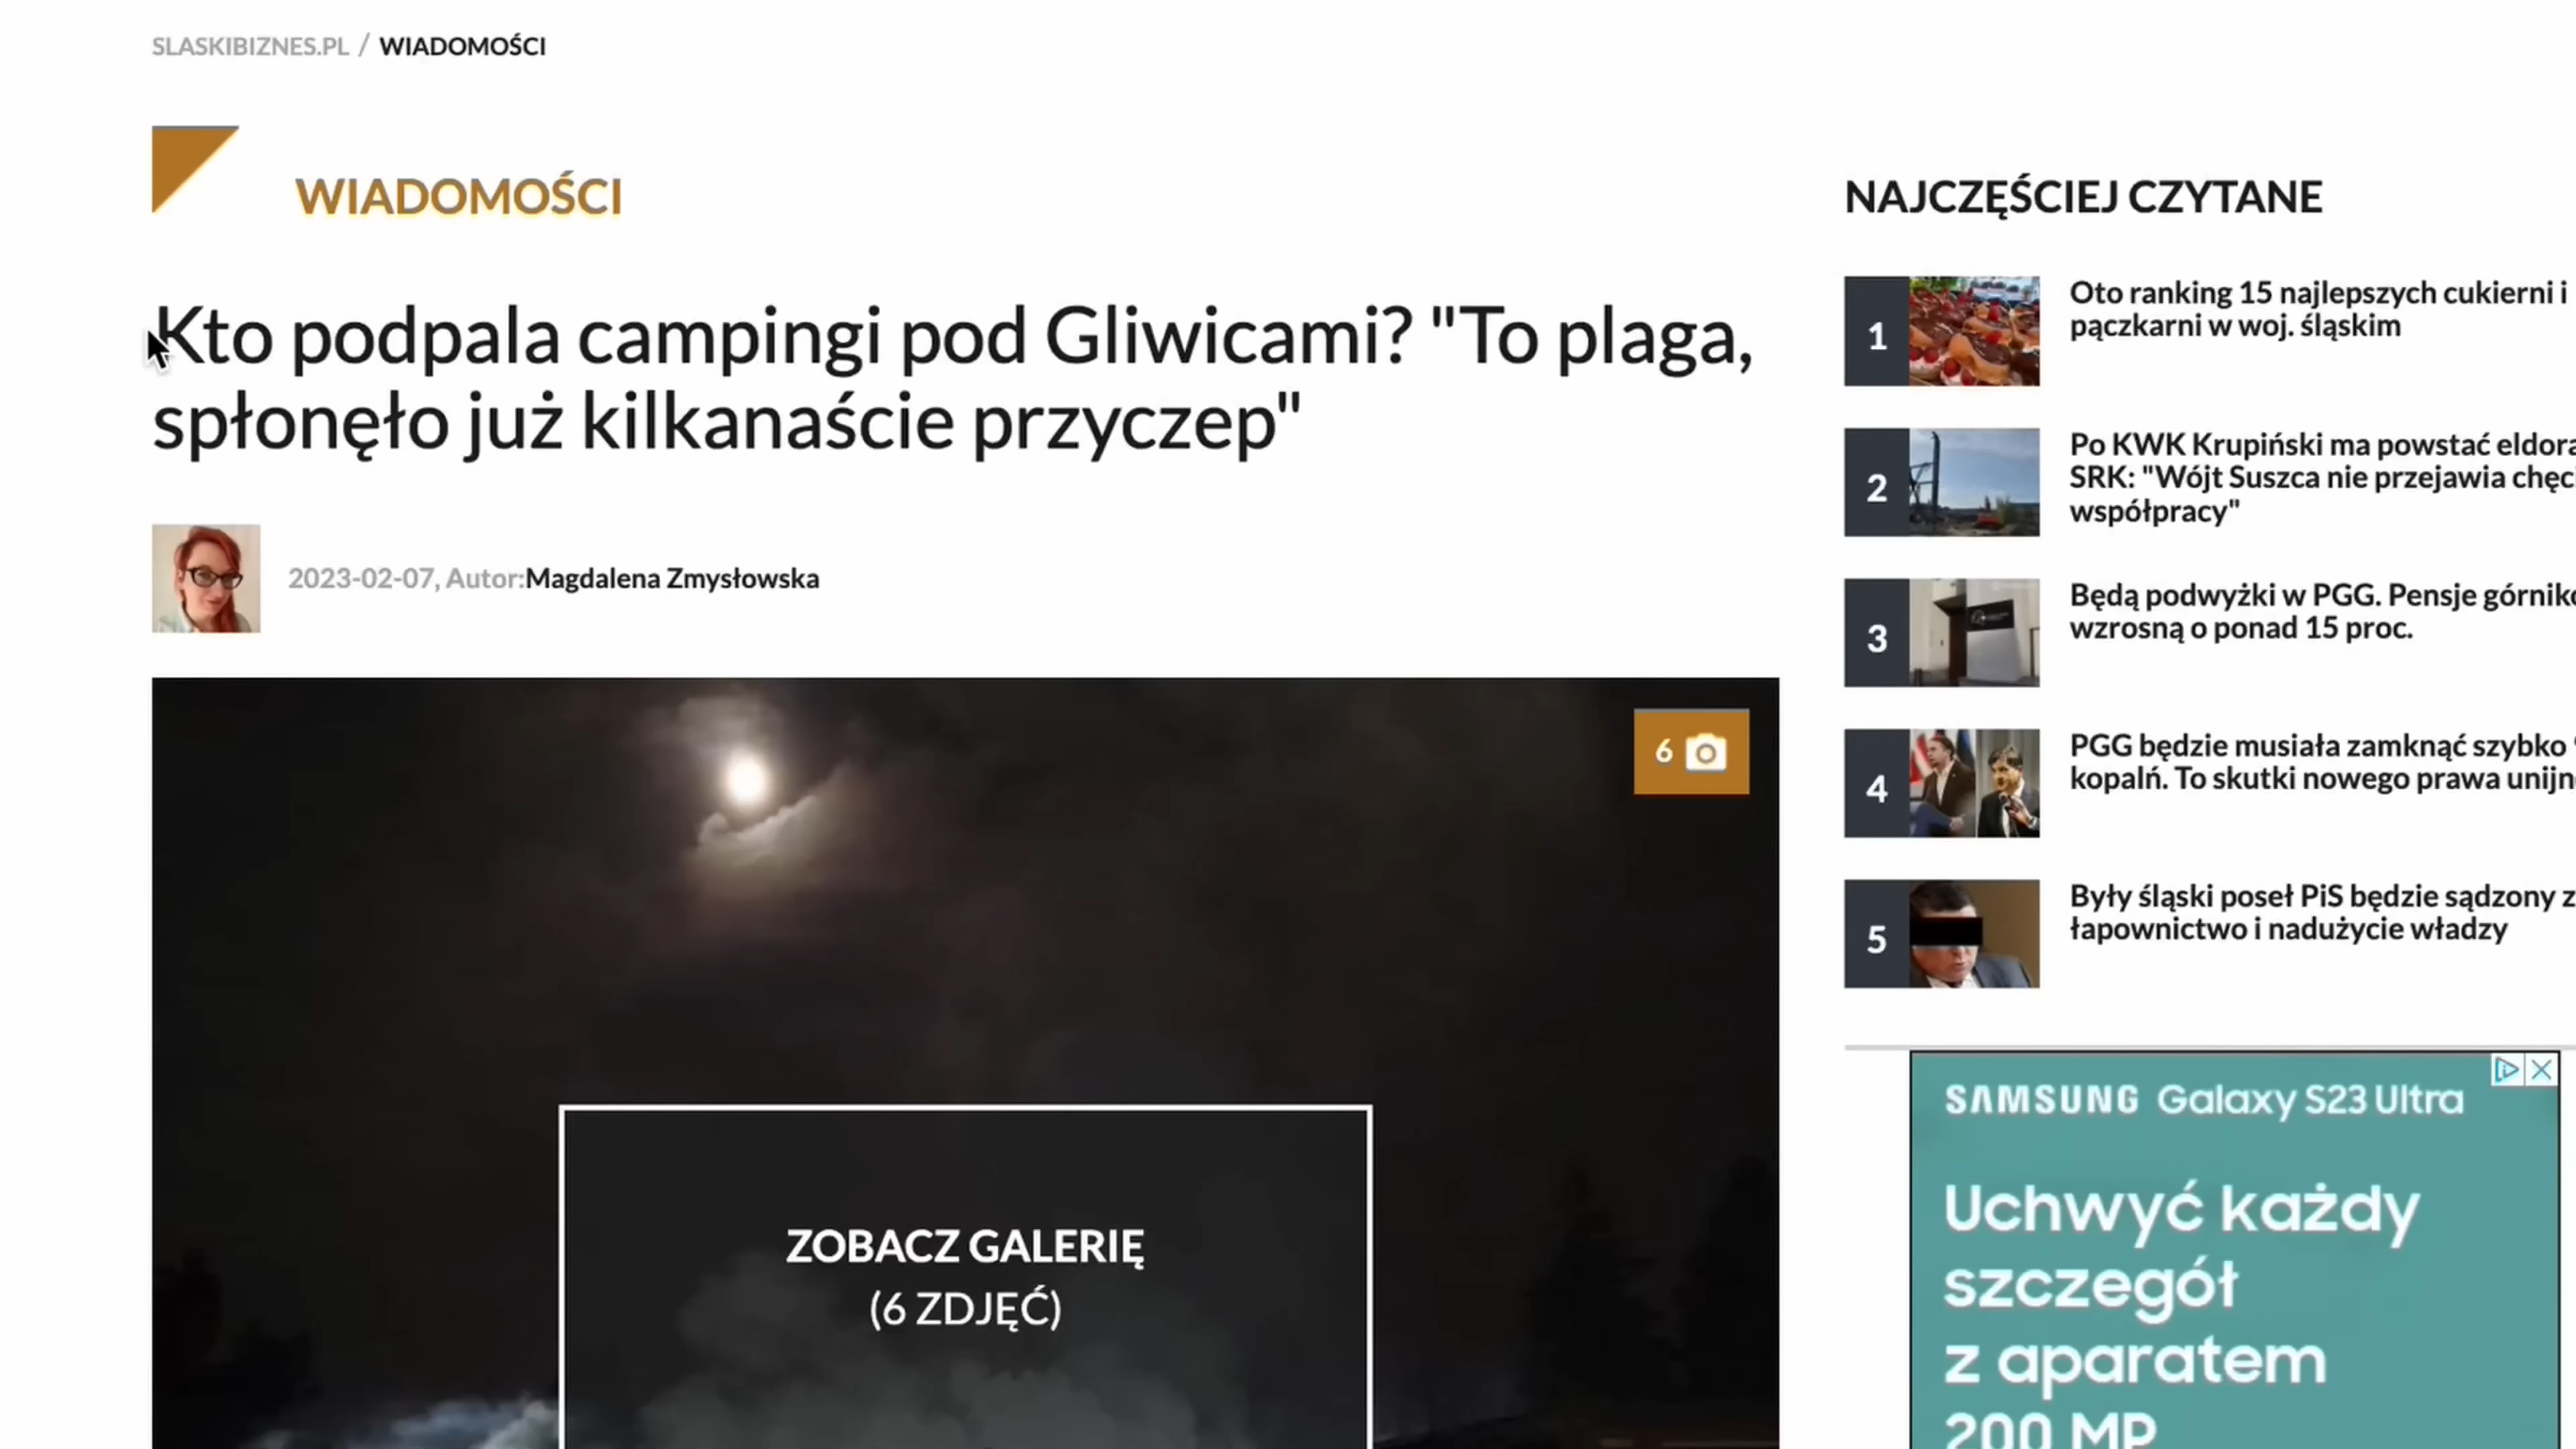 SLASKIBIZNES.PL / WIADOMOŚCI
WIADOMOŚCI
Kto podpala campingi pod Gliwicami? "To plaga,
spłonęło już kilkanaście przyczep"
2023-02-07, Autor:Magdalena Zmysłowska
6
ZOBACZ GALERIĘ
(6 ZDJĘĆ)
NAJCZĘŚCIEJ CZYTANE
1
Oto ranking 15 najlepszych cukierni i
pączkarni w woj. śląskim
2
Po KWK Krupiński ma powstać
SRK: "Wójt Suszca nie przejawia
współpracy"
3
Będą podwyżki w PGG. Pensje
wzrosną o ponad 15 proc.
4
PGG będzie musiała zamknąć szybko
kopalń. To skutki nowego prawa
5
Były śląski poseł PiS będzie sądzony
łapownictwo i nadużycie władzy
SAMSUNG Galaxy S23 Ultra
Uchwyć każdy
szczegół
z aparatem
200 MP